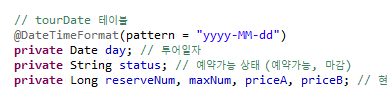 // tourDate 테이블
@DateTimeFormat(pattern = "yyyy-MM-dd")
private Date day; // 투어일자
private String status; // 예약가능 상태 (예약가능, 마감)
private Long reserveNum, maxNum, priceA, priceB; // 현